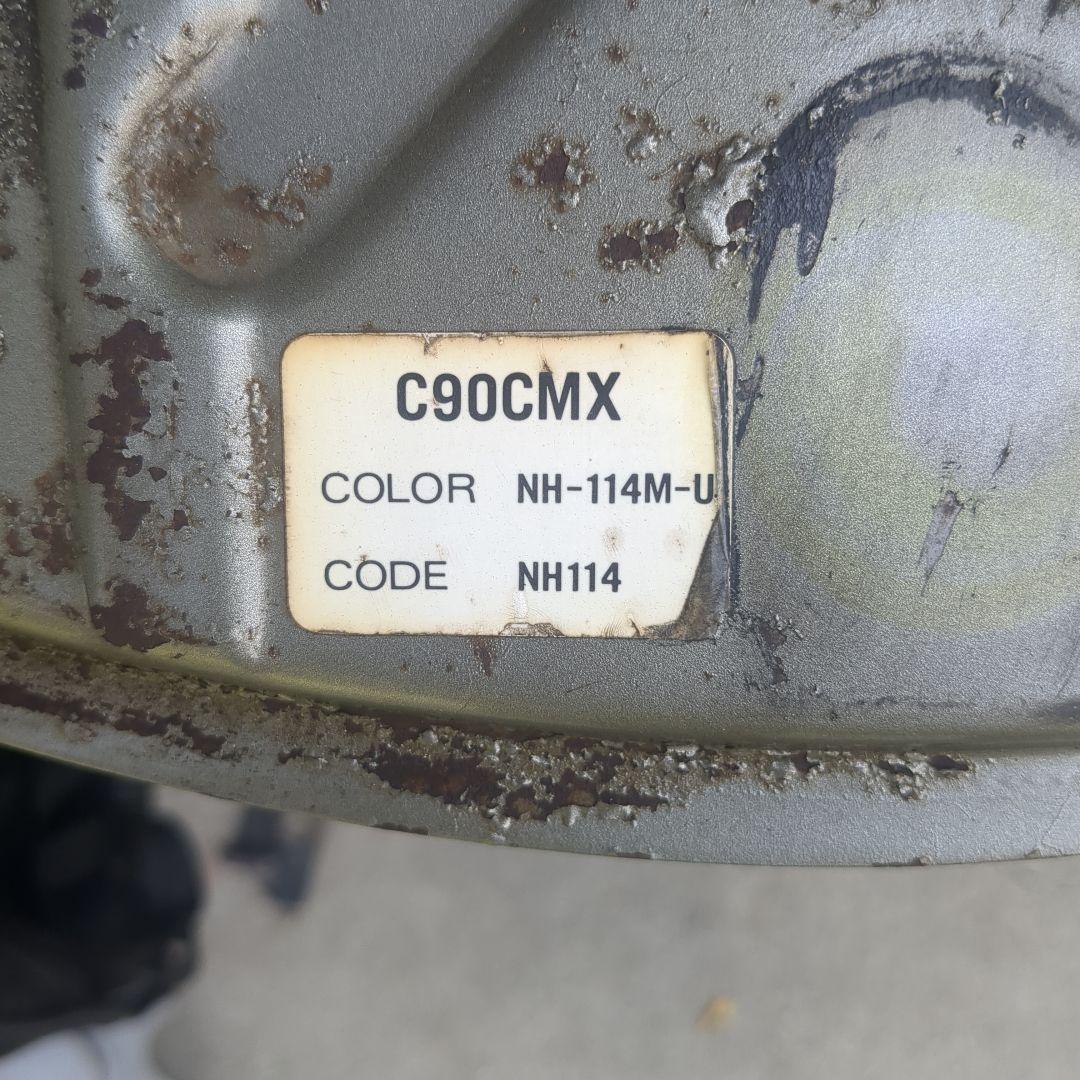 C90CMX
COLOR NH-114M-U
CODE NH114